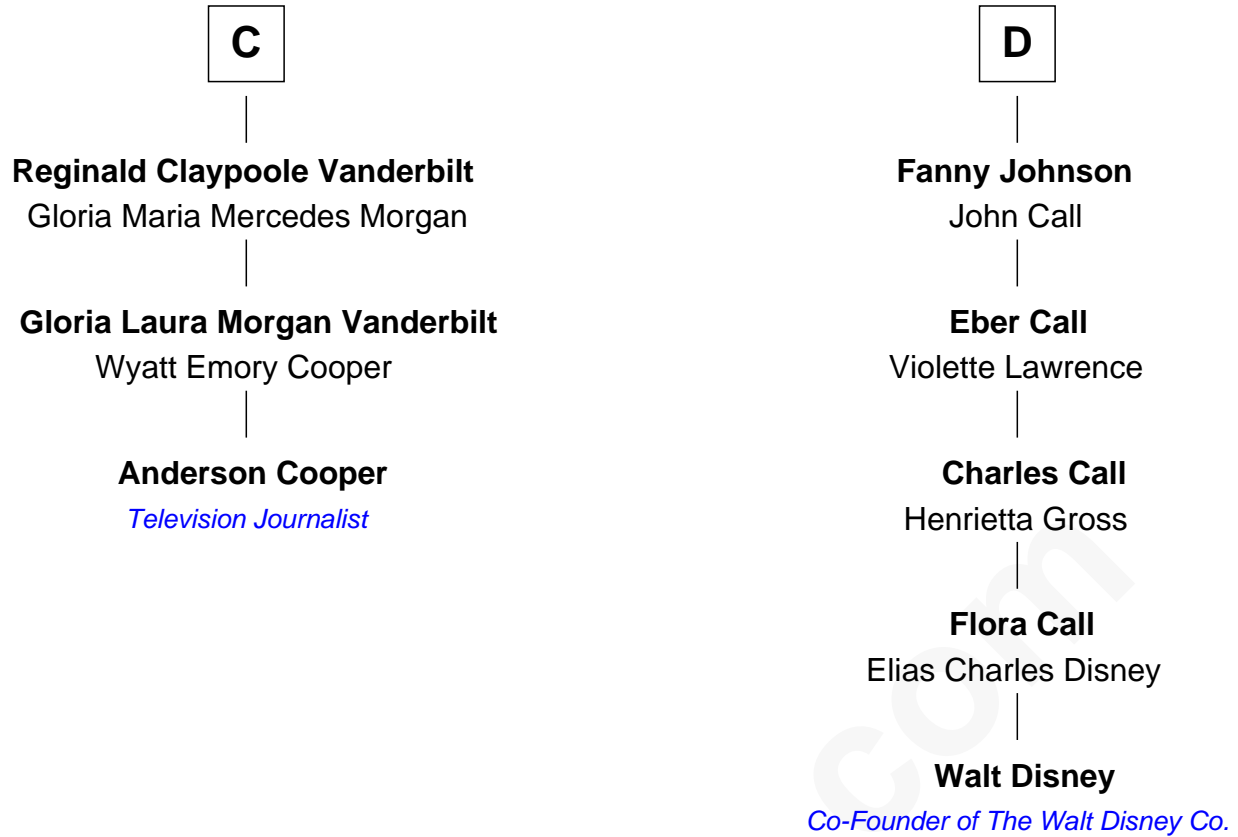 C
Reginald Claypoole Vanderbilt
Gloria Maria Mercedes Morgan
Gloria Laura Morgan Vanderbilt
Wyatt Emory Cooper
Anderson Cooper
Television Journalist
D
Fanny Johnson
John Call
Eber Call
Violette Lawrence
Charles Call
Henrietta Gross
Flora Call
Elias Charles Disney
Walt Disney
Co-Founder of The Walt Disney Co.
com